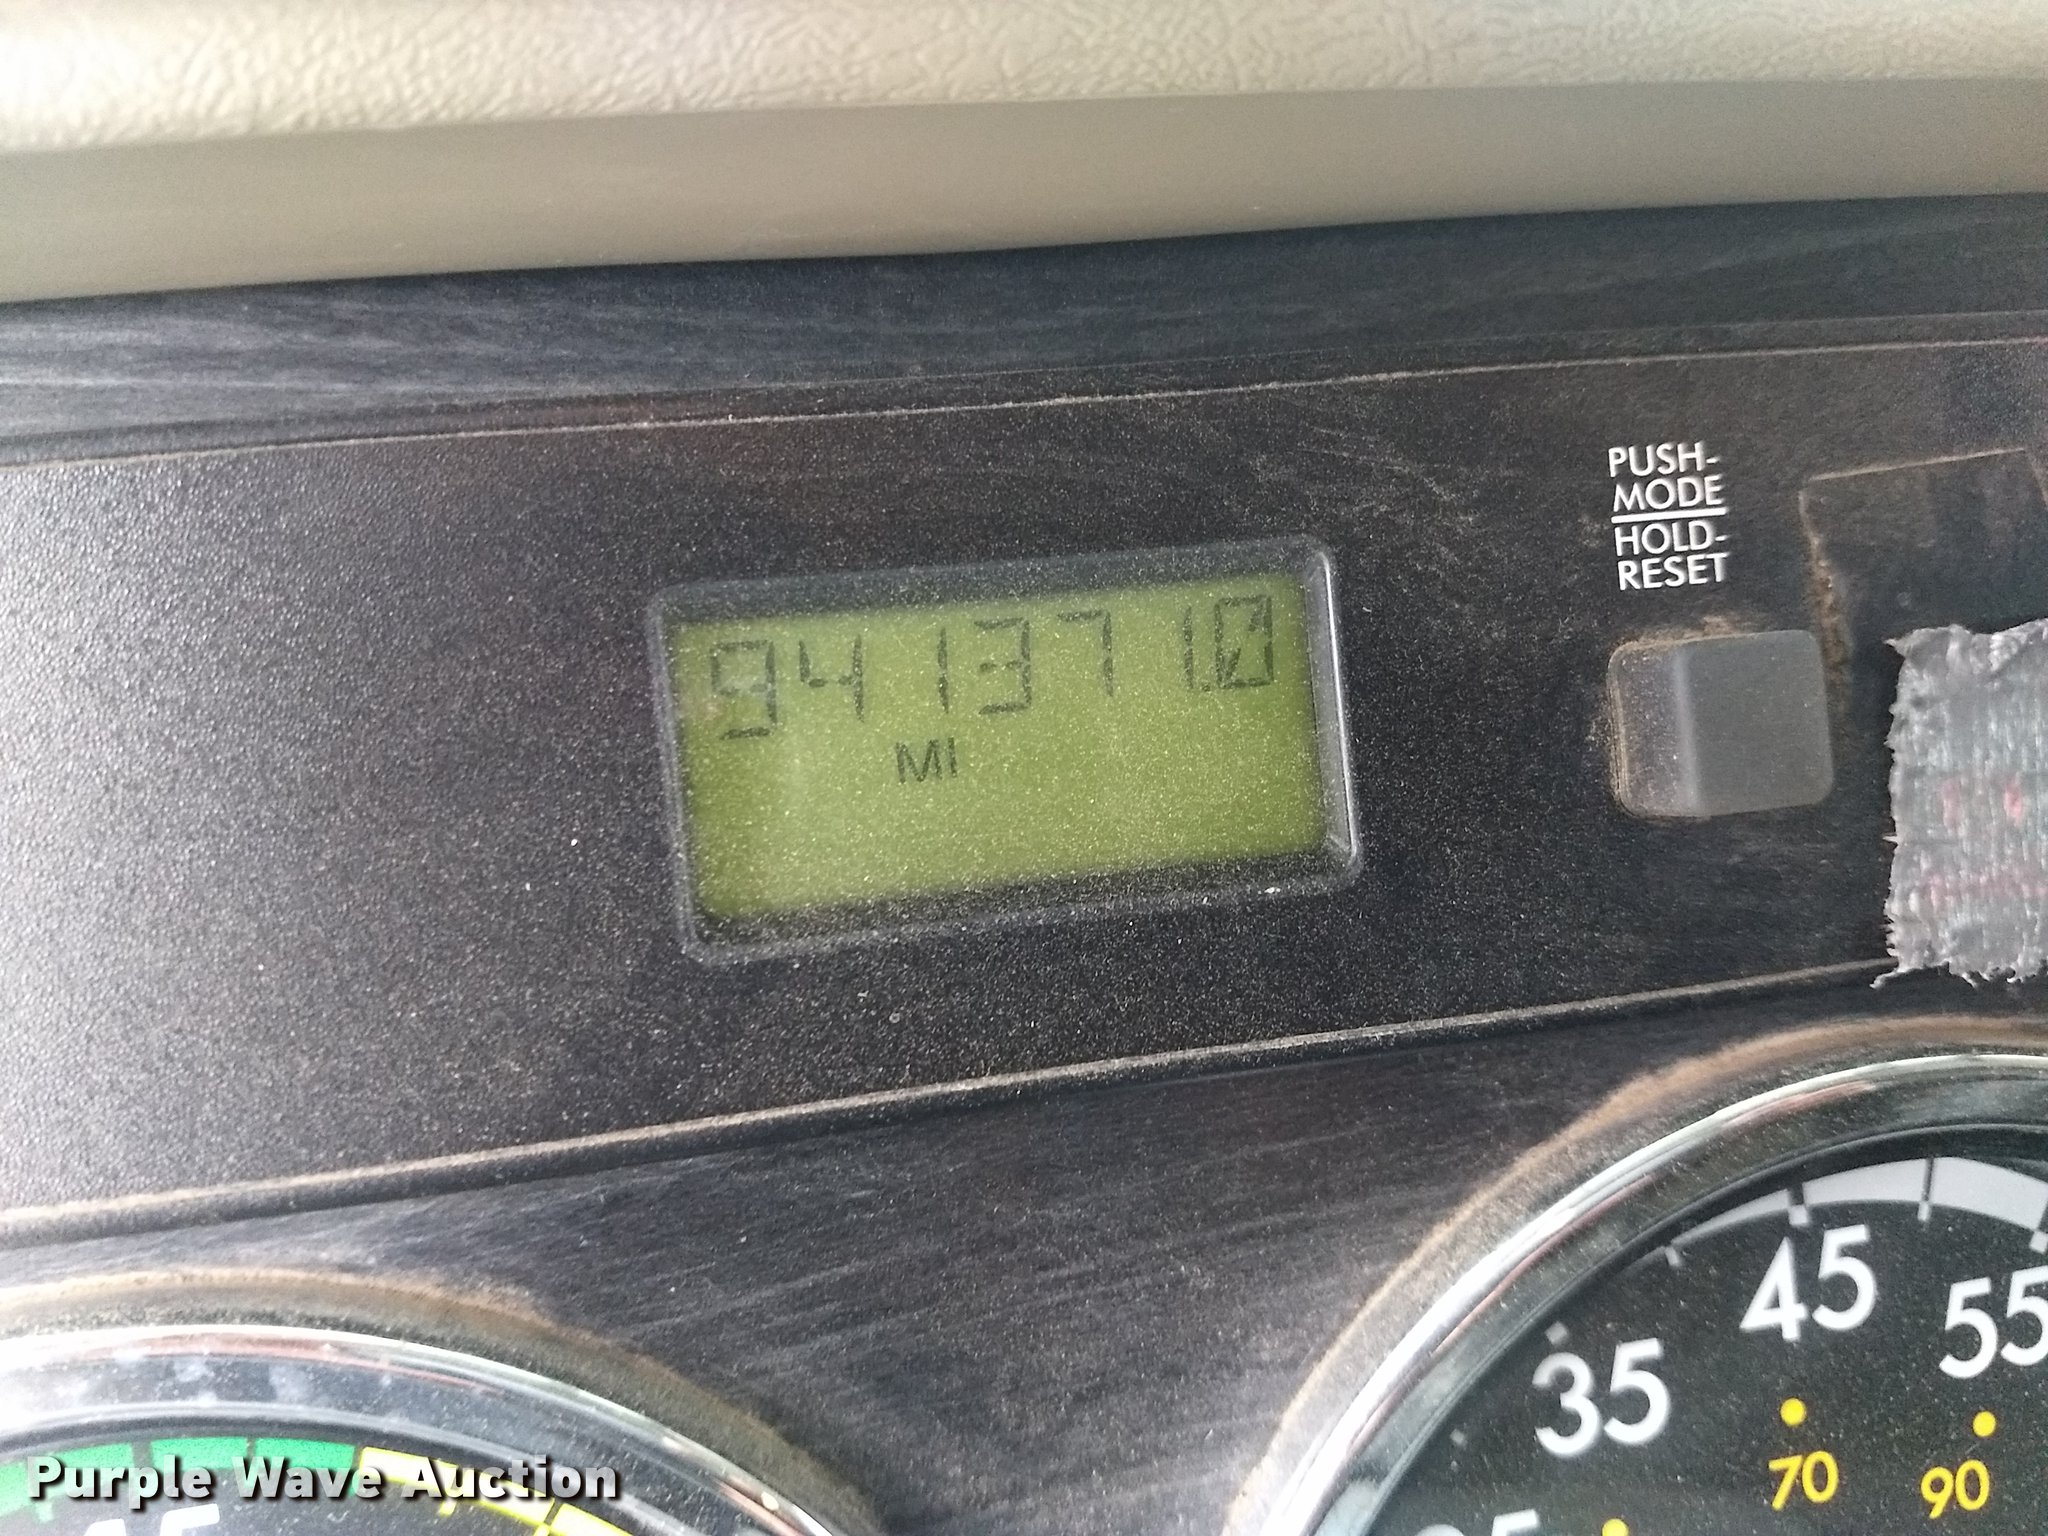 PUSH-
MODE
HOLD-
RESET
941371.0
MI
45
55
35
70
90
Purple Wave Auction